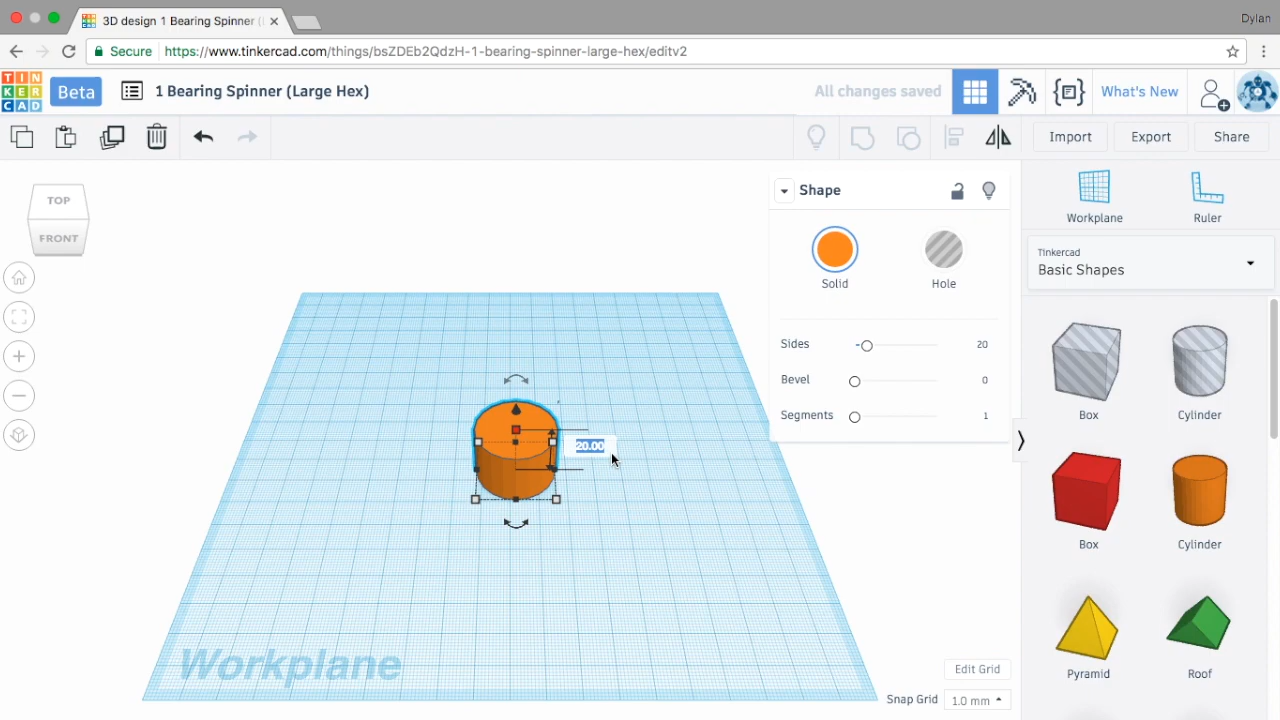 3D design 1 Bearing Spinner (
Dylan
Secure https://www.tinkercad.com/things/bsZDEb2QdzH-1-bearing-spinner-large-hex/editv2
TIN
KER
CAD
Beta
1 Bearing Spinner (Large Hex)
All changes saved
What's New
Import
Export
Share
TOP
FRONT
Shape
Solid
Hole
Sides
20
Bevel
0
Segments
1
Workplane
Ruler
Tinkercad
Basic Shapes
Box
Cylinder
Box
Cylinder
Pyramid
Roof
20.00
Workplane
Edit Grid
Snap Grid
1.0 mm